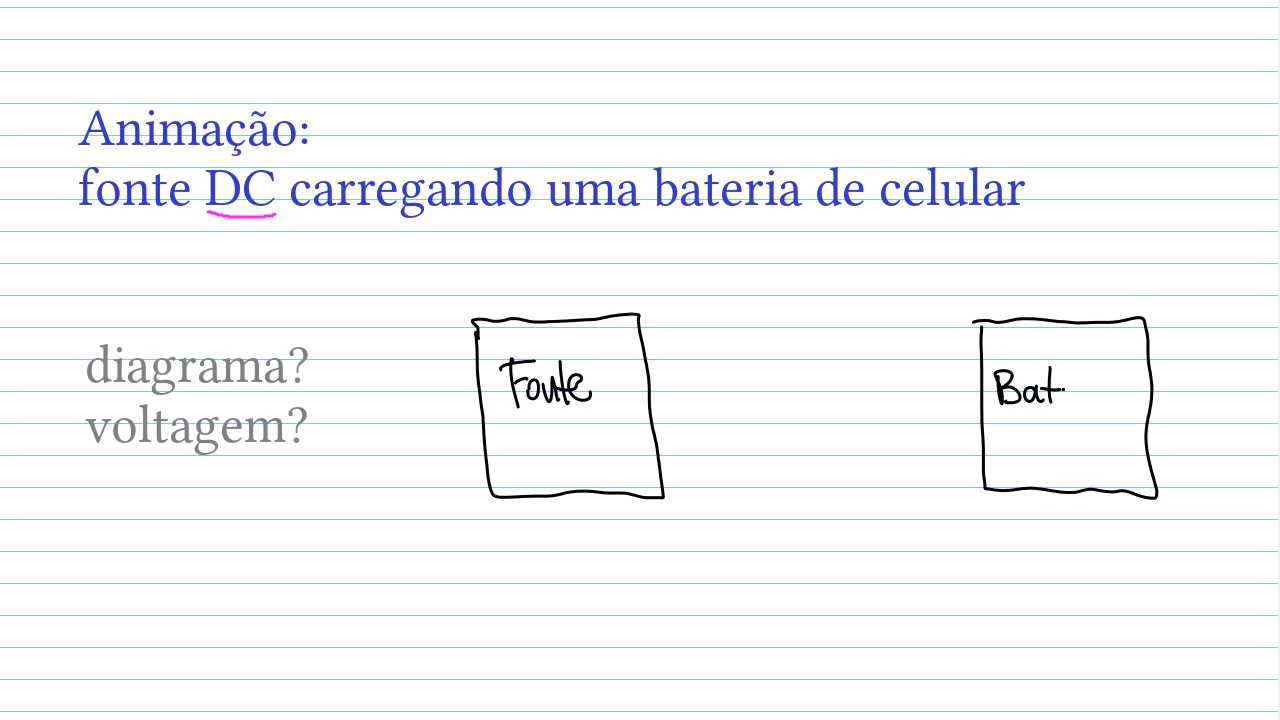 Animação:
fonte DC carregando uma bateria de celular
diagrama?
voltagem?
Fonte
Bat.